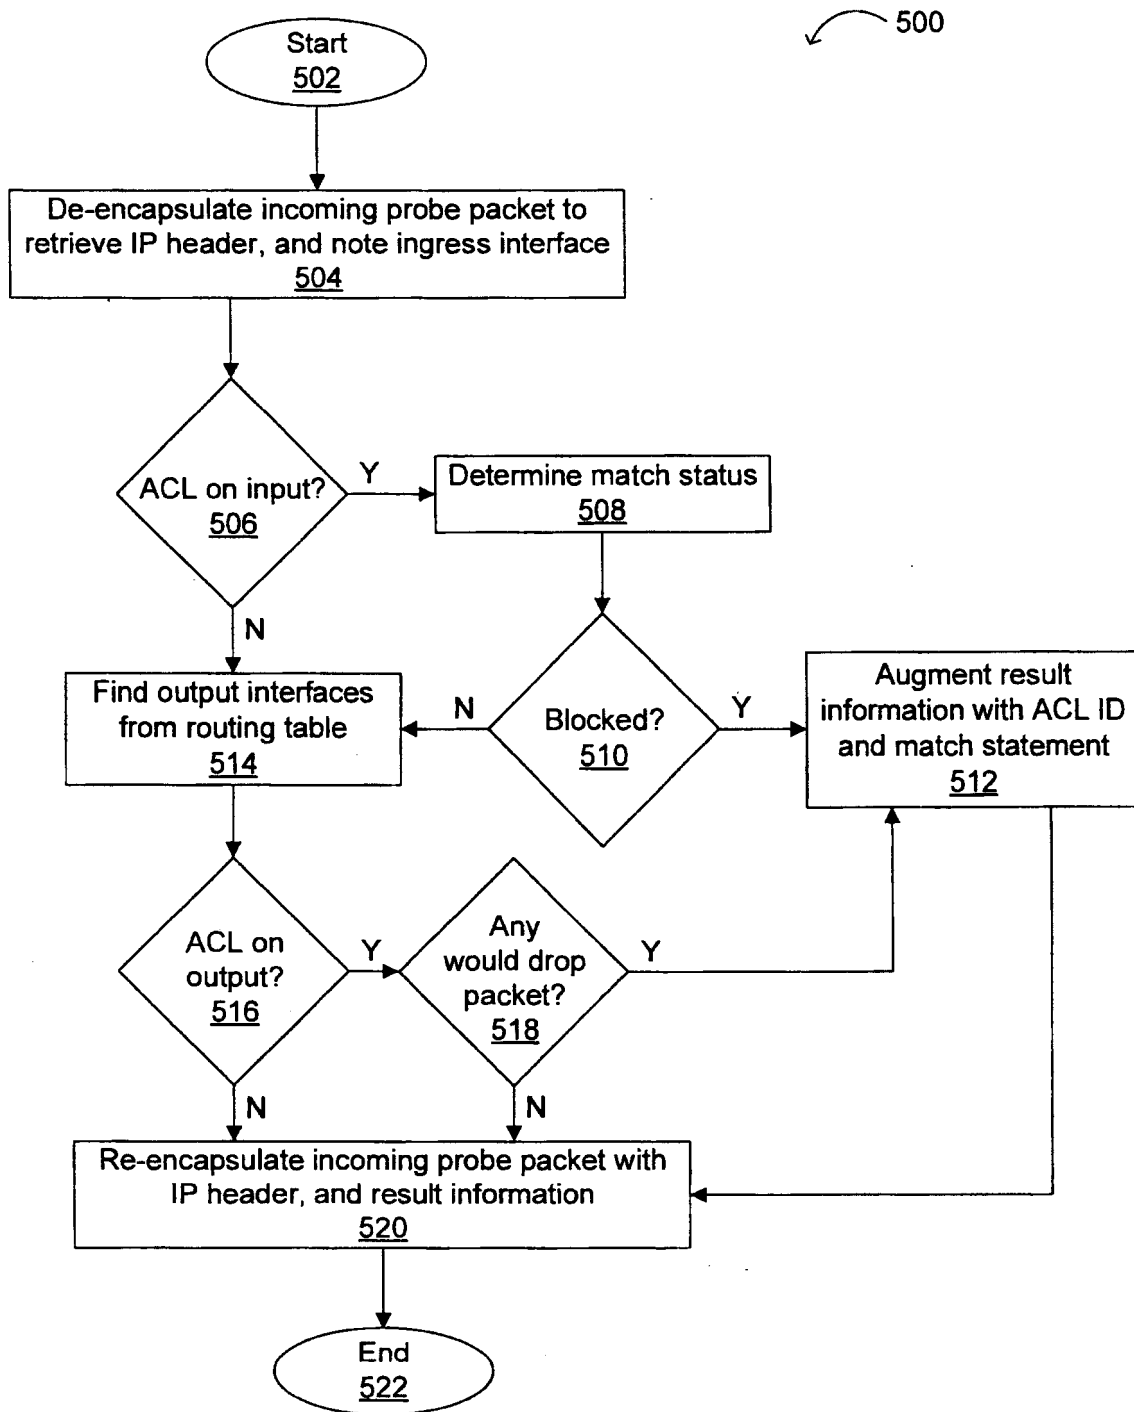 500
Start
502
De-encapsulate incoming probe packet to
retrieve IP header, and note ingress interface
504
ACL on input?
506
Y
Determine match status
508
N
Find output interfaces
from routing table
514
N
Blocked?
510
Y
Augment result
information with ACL ID
and match statement
512
ACL on
output?
516
Y
Any
would drop
packet?
518
Y
N
N
Re-encapsulate incoming probe packet with
IP header, and result information
520
End
522